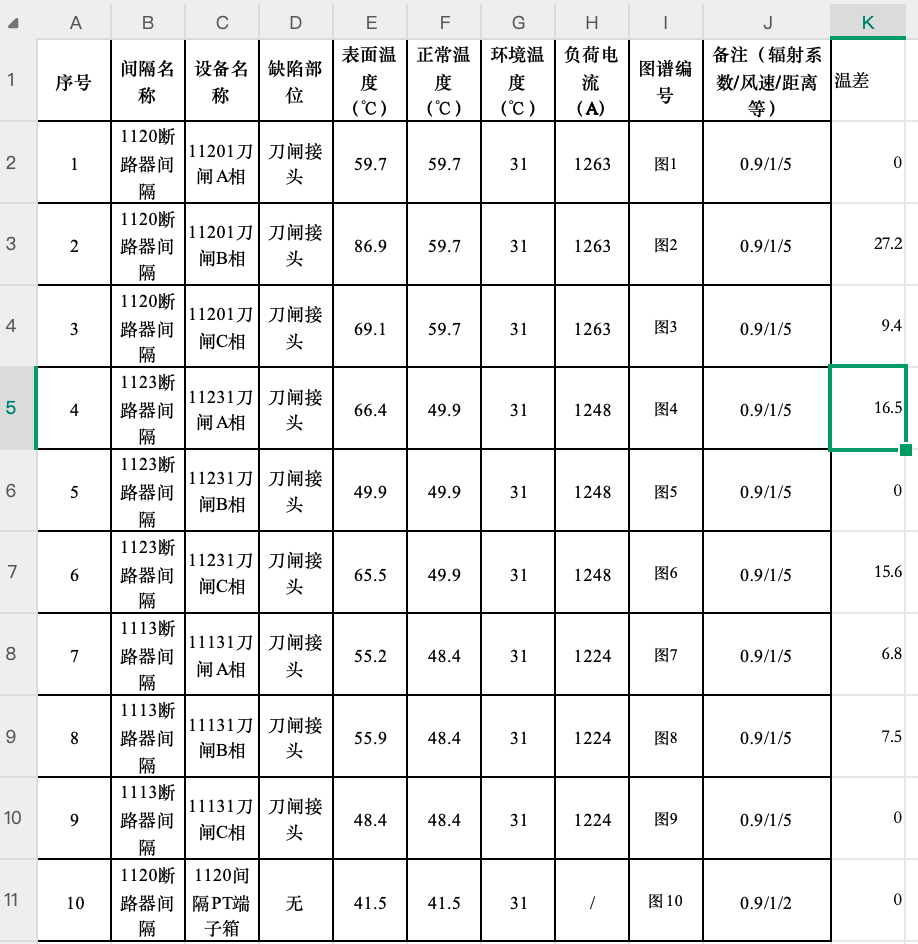 A B C D E F G H I J K
1 序号 间隔名称 设备名称 缺陷部位 表面温度(℃) 正常温度(℃) 环境温度(℃) 负荷电流(A) 图谱编号 备注（辐射系数/风速/距离等） 温差
2 1 1120断路器间隔 11201刀闸A相 刀闸接头 59.7 59.7 31 1263 图1 0.9/1/5 0
3 2 1120断路器间隔 11201刀闸B相 刀闸接头 86.9 59.7 31 1263 图2 0.9/1/5 27.2
4 3 1120断路器间隔 11201刀闸C相 刀闸接头 69.1 59.7 31 1263 图3 0.9/1/5 9.4
5 4 1123断路器间隔 11231刀闸A相 刀闸接头 66.4 49.9 31 1248 图4 0.9/1/5 16.5
6 5 1123断路器间隔 11231刀闸B相 刀闸接头 49.9 49.9 31 1248 图5 0.9/1/5 0
7 6 1123断路器间隔 11231刀闸C相 刀闸接头 65.5 49.9 31 1248 图6 0.9/1/5 15.6
8 7 1113断路器间隔 11131刀闸A相 刀闸接头 55.2 48.4 31 1224 图7 0.9/1/5 6.8
9 8 1113断路器间隔 11131刀闸B相 刀闸接头 55.9 48.4 31 1224 图8 0.9/1/5 7.5
10 9 1113断路器间隔 11131刀闸C相 刀闸接头 48.4 48.4 31 1224 图9 0.9/1/5 0
11 10 1120断路器间隔 1120间隔PT端子箱 无 41.5 41.5 31 / 图10 0.9/1/2 0